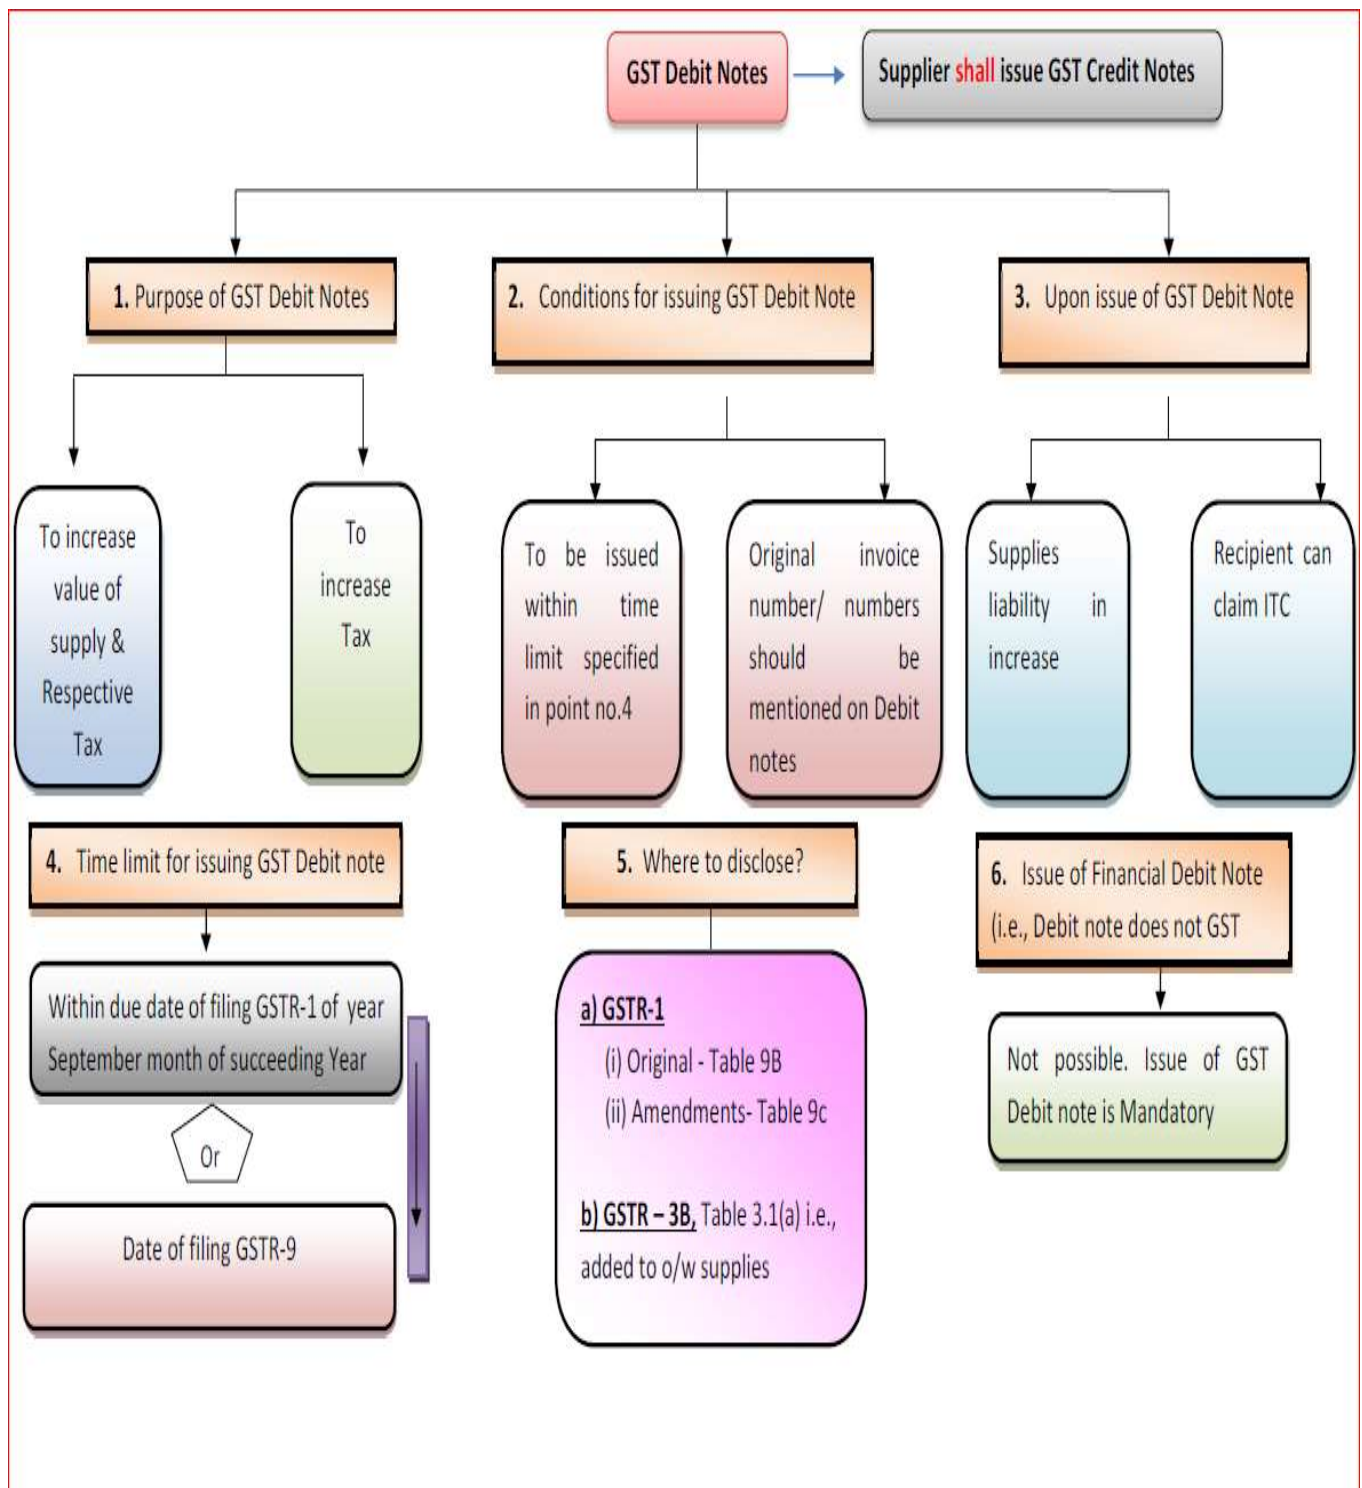 GST Debit Notes
Supplier shall issue GST Credit Notes
1. Purpose of GST Debit Notes
2. Conditions for issuing GST Debit Note
3. Upon issue of GST Debit Note
To increase
value of
supply &
Respective
Tax
To
increase
Tax
To be issued
within time
limit specified
in point no.4
Original invoice
number/ numbers
should be
mentioned on Debit
notes
Supplies
liability in
increase
Recipient can
claim ITC
4. Time limit for issuing GST Debit note
Within due date of filing GSTR-1 of year
September month of succeeding Year
Or
Date of filing GSTR-9
5. Where to disclose?
a) GSTR-1
(i) Original - Table 9B
(ii) Amendments- Table 9c
b) GSTR – 3B, Table 3.1(a) i.e.,
added to o/w supplies
6. Issue of Financial Debit Note
(i.e., Debit note does not GST
Not possible. Issue of GST
Debit note is Mandatory